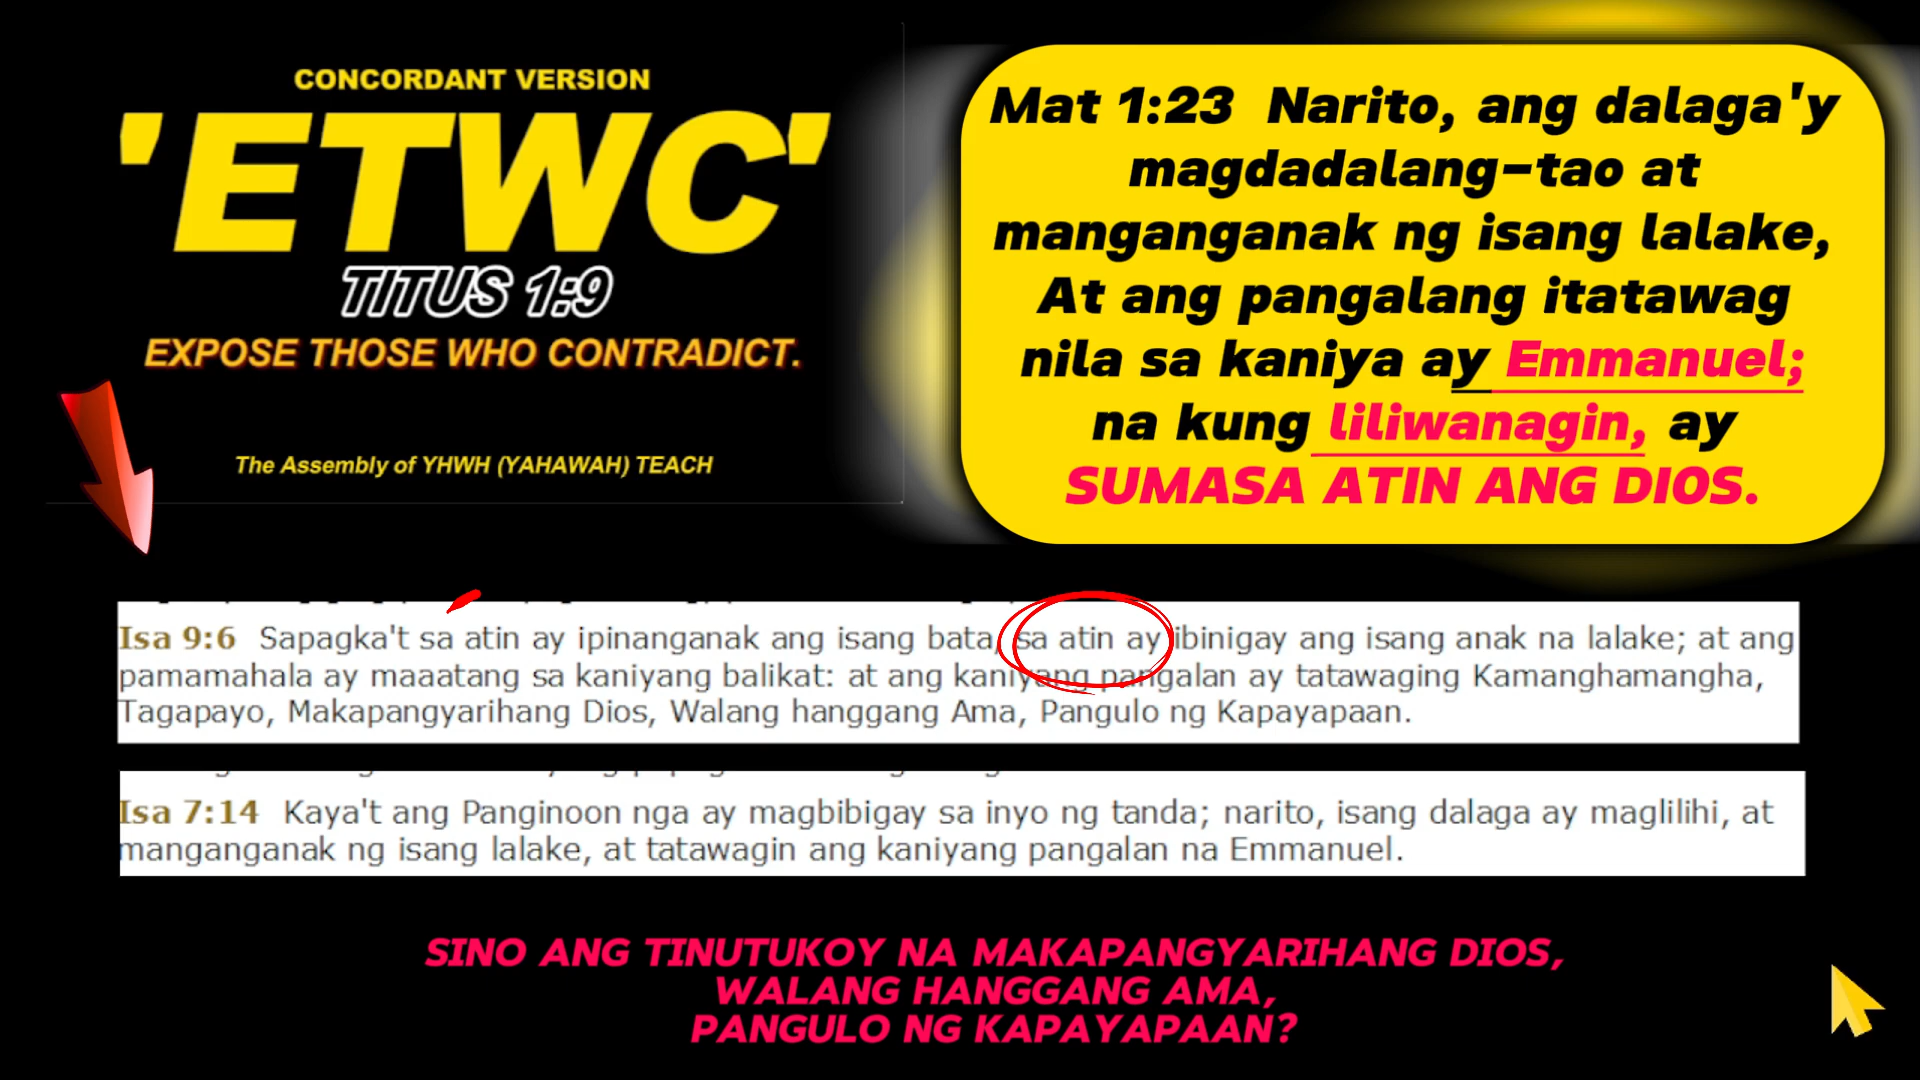 CONCORDANT VERSION
'ETWC'
TITUS 1:9
EXPOSE THOSE WHO CONTRADICT.
The Assembly of YHWH (YAHAWAH) TEACH
Mat 1:23 Narito, ang dalaga'y
magdadalang-tao at
manganganak ng isang lalake,
At ang pangalang itatawag
nila sa kaniya ay Emmanuel;
na kung liliwanagin, ay
SUMASA ATIN ANG DIOS.
Isa 9:6 Sapagka't sa atin ay ipinanganak ang isang bata, sa atin ay ibinigay ang isang anak na lalake; at ang
pamamahala ay maaatang sa kaniyang balikat: at ang kaniyang pangalan ay tatawaging Kamanghamangha,
Tagapayo, Makapangyarihang Dios, Walang hanggang Ama, Pangulo ng Kapayapaan.
Isa 7:14 Kaya't ang Panginoon nga ay magbibigay sa inyo ng tanda; narito, isang dalaga ay maglilihi, at
manganganak ng isang lalake, at tatawagin ang kaniyang pangalan na Emmanuel.
SINO ANG TINUTUKOY NA MAKAPANGYARIHANG DIOS,
WALANG HANGGANG AMA,
PANGULO NG KAPAYAPAAN?